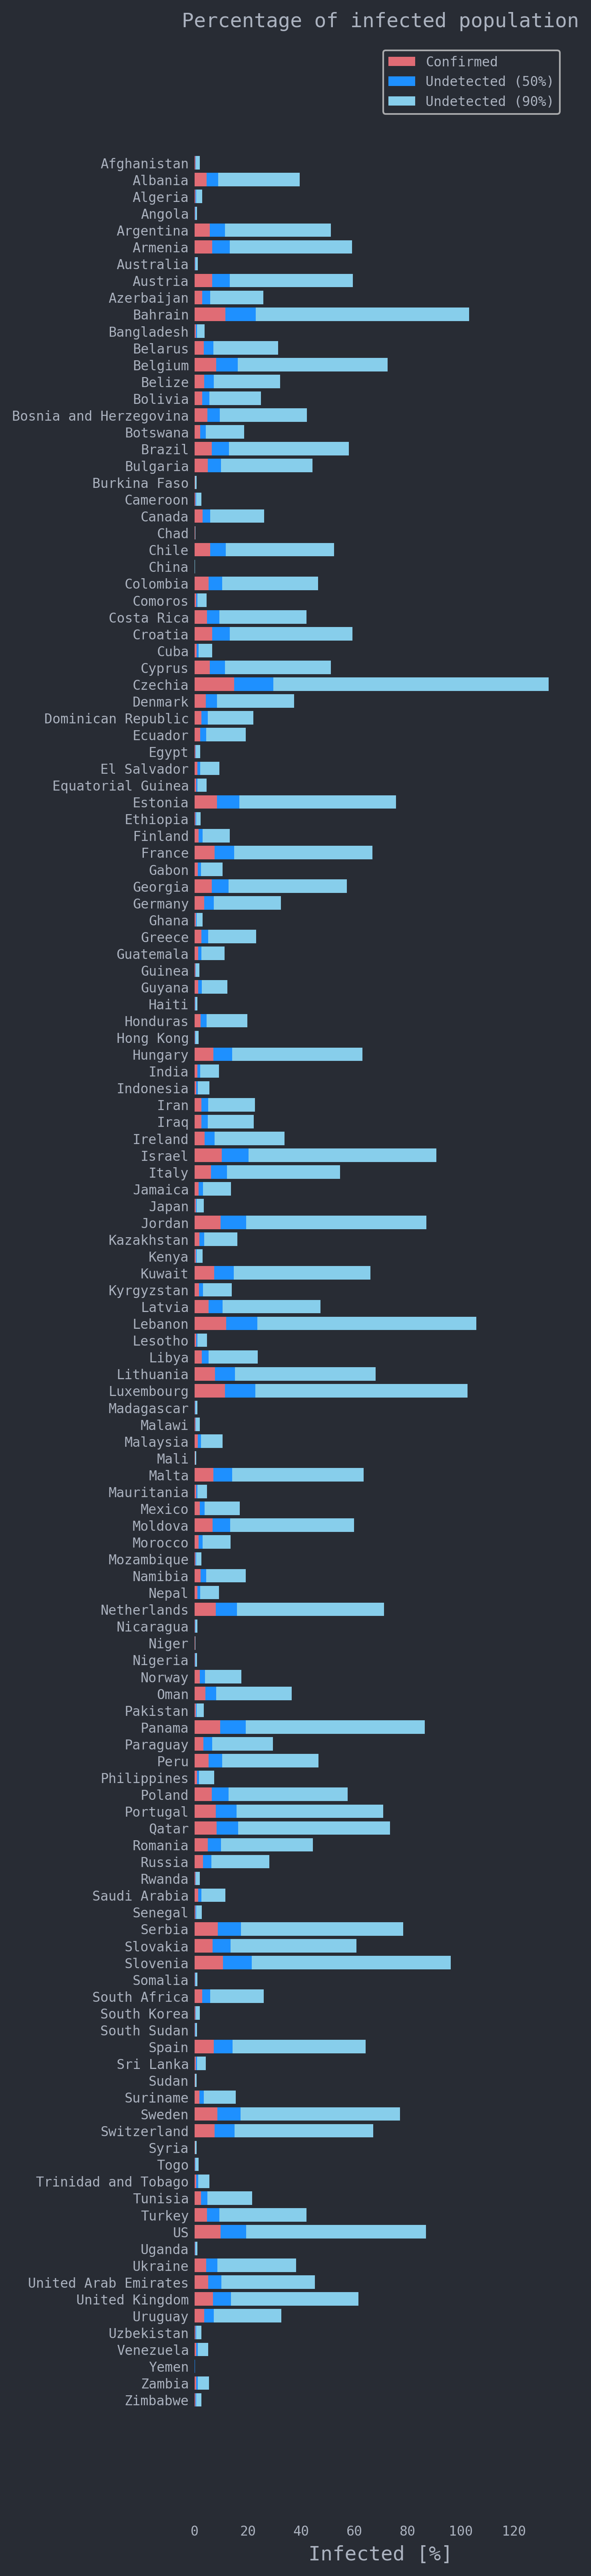 Percentage of infected population
Confirmed
Undetected (50%)
Undetected (90%)
Afghanistan
Albania
Algeria
Angola
Argentina
Armenia
Australia
Austria
Azerbaijan
Bahrain
Bangladesh
Belarus
Belgium
Belize
Bolivia
Bosnia and Herzegovina
Botswana
Brazil
Bulgaria
Burkina Faso
Cameroon
Canada
Chad
Chile
China
Colombia
Comoros
Costa Rica
Croatia
Cuba
Cyprus
Czechia
Denmark
Dominican Republic
Ecuador
Egypt
El Salvador
Equatorial Guinea
Estonia
Ethiopia
Finland
France
Gabon
Georgia
Germany
Ghana
Greece
Guatemala
Guinea
Guyana
Haiti
Honduras
Hong Kong
Hungary
India
Indonesia
Iran
Iraq
Ireland
Israel
Italy
Jamaica
Japan
Jordan
Kazakhstan
Kenya
Kuwait
Kyrgyzstan
Latvia
Lebanon
Lesotho
Libya
Lithuania
Luxembourg
Madagascar
Malawi
Malaysia
Mali
Malta
Mauritania
Mexico
Moldova
Morocco
Mozambique
Namibia
Nepal
Netherlands
Nicaragua
Niger
Nigeria
Norway
Oman
Pakistan
Panama
Paraguay
Peru
Philippines
Poland
Portugal
Qatar
Romania
Russia
Rwanda
Saudi Arabia
Senegal
Serbia
Slovakia
Slovenia
Somalia
South Africa
South Korea
South Sudan
Spain
Sri Lanka
Sudan
Suriname
Sweden
Switzerland
Syria
Togo
Trinidad and Tobago
Tunisia
Turkey
US
Uganda
Ukraine
United Arab Emirates
United Kingdom
Uruguay
Uzbekistan
Venezuela
Yemen
Zambia
Zimbabwe
0 20 40 60 80 100 120
Infected [%]